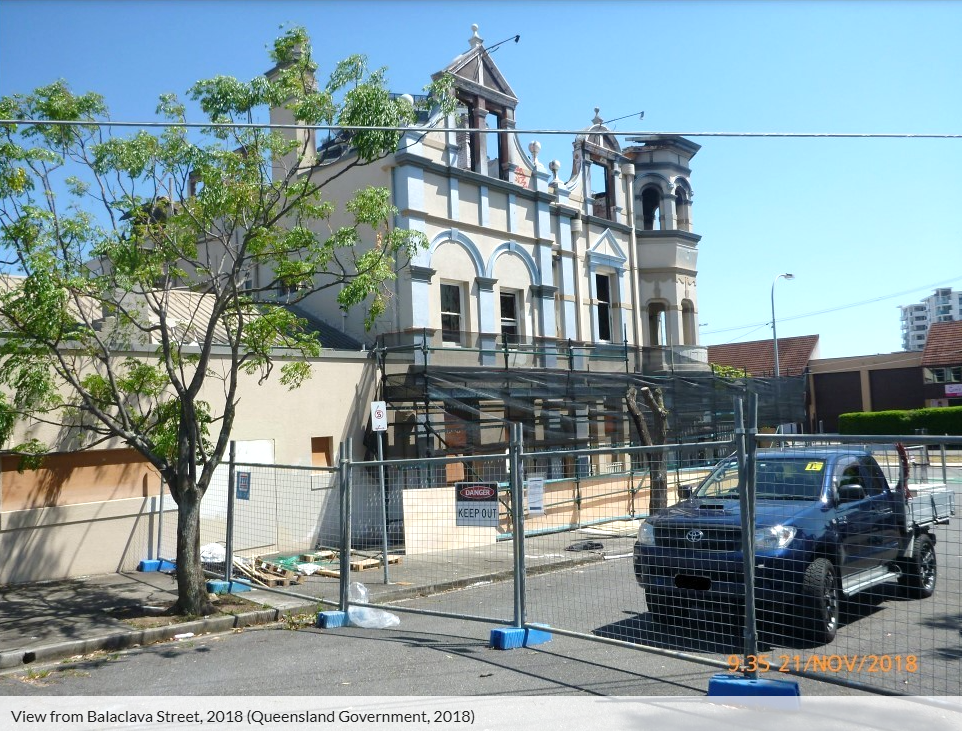 DANGER
KEEP OUT
9.35 21/NOV/2018
View from Balaclava Street, 2018 (Queensland Government, 2018)